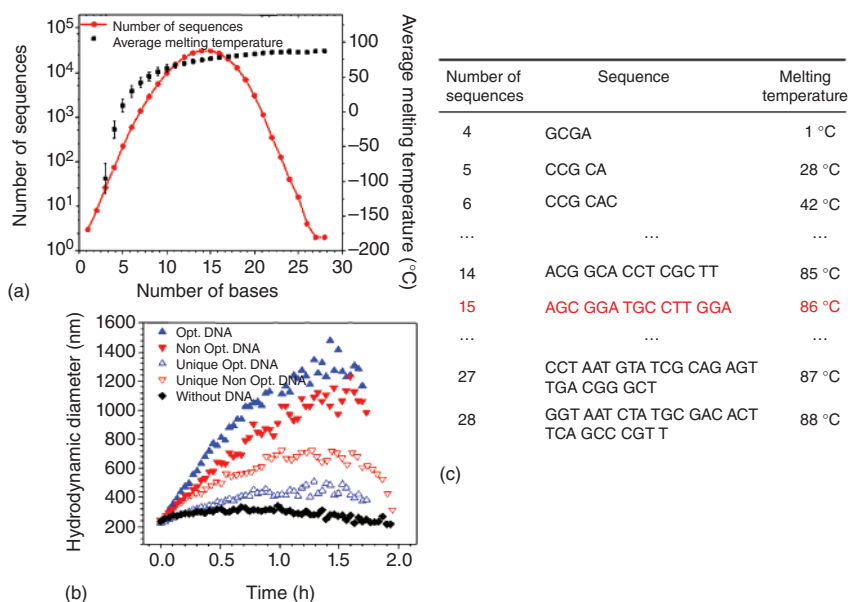 (a)
Number of sequences
10⁵
10⁴
10³
10²
10¹
10⁰
Number of sequences
Average melting temperature
100
50
0
−50
−100
−150
−200
Average melting temperature (°C)
0 5 10 15 20 25 30
Number of bases
(b)
Hydrodynamic diameter (nm)
1600
1400
1200
1000
800
600
400
200
Opt. DNA
Non Opt. DNA
Unique Opt. DNA
Unique Non Opt. DNA
Without DNA
0.0 0.5 1.0 1.5 2.0
Time (h)
Number of sequences Sequence Melting temperature
4 GCGA 1 °C
5 CCG CA 28 °C
6 CCG CAC 42 °C
... ... ...
14 ACG GCA CCT CGC TT 85 °C
15 AGC GGA TGC CTT GGA 86 °C
... ... ...
27 CCT AAT GTA TCG CAG AGT 87 °C
TGA CGG GCT
28 GGT AAT CTA TGC GAC ACT 88 °C
TCA GCC CGT T
(c)